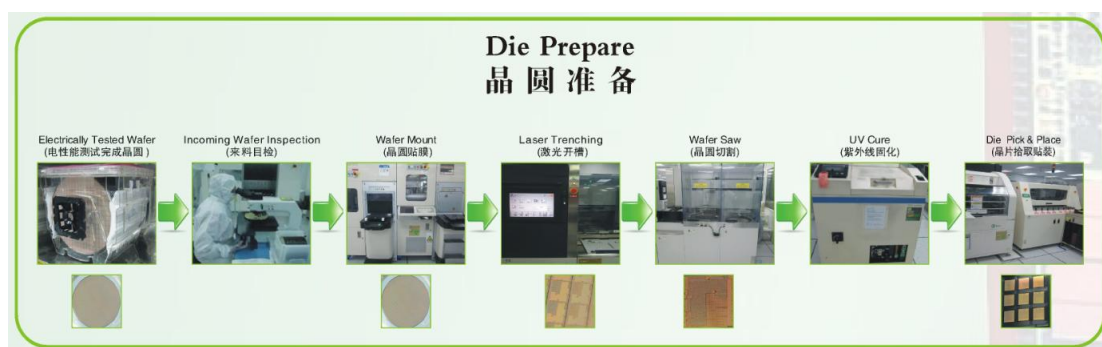 Die Prepare
晶圆准备
Electrically Tested Wafer
(电性能测试完成晶圆)
Incoming Wafer Inspection
(来料目检)
Wafer Mount
(晶圆贴膜)
Laser Trenching
(激光开槽)
Wafer Saw
(晶圆切割)
UV Cure
(紫外线固化)
Die Pick & Place
(晶片拾取贴装)